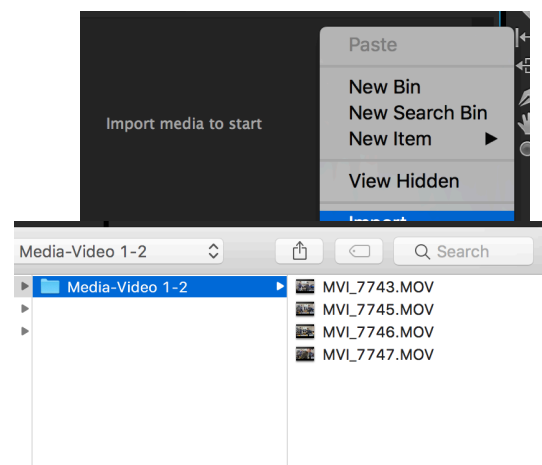 Paste
New Bin
New Search Bin
Import media to start
New Item
View Hidden
Import
Media-Video 1-2
Search
Media-Video 1-2
MVI_7743.MOV
MVI_7745.MOV
MVI_7746.MOV
MVI_7747.MOV